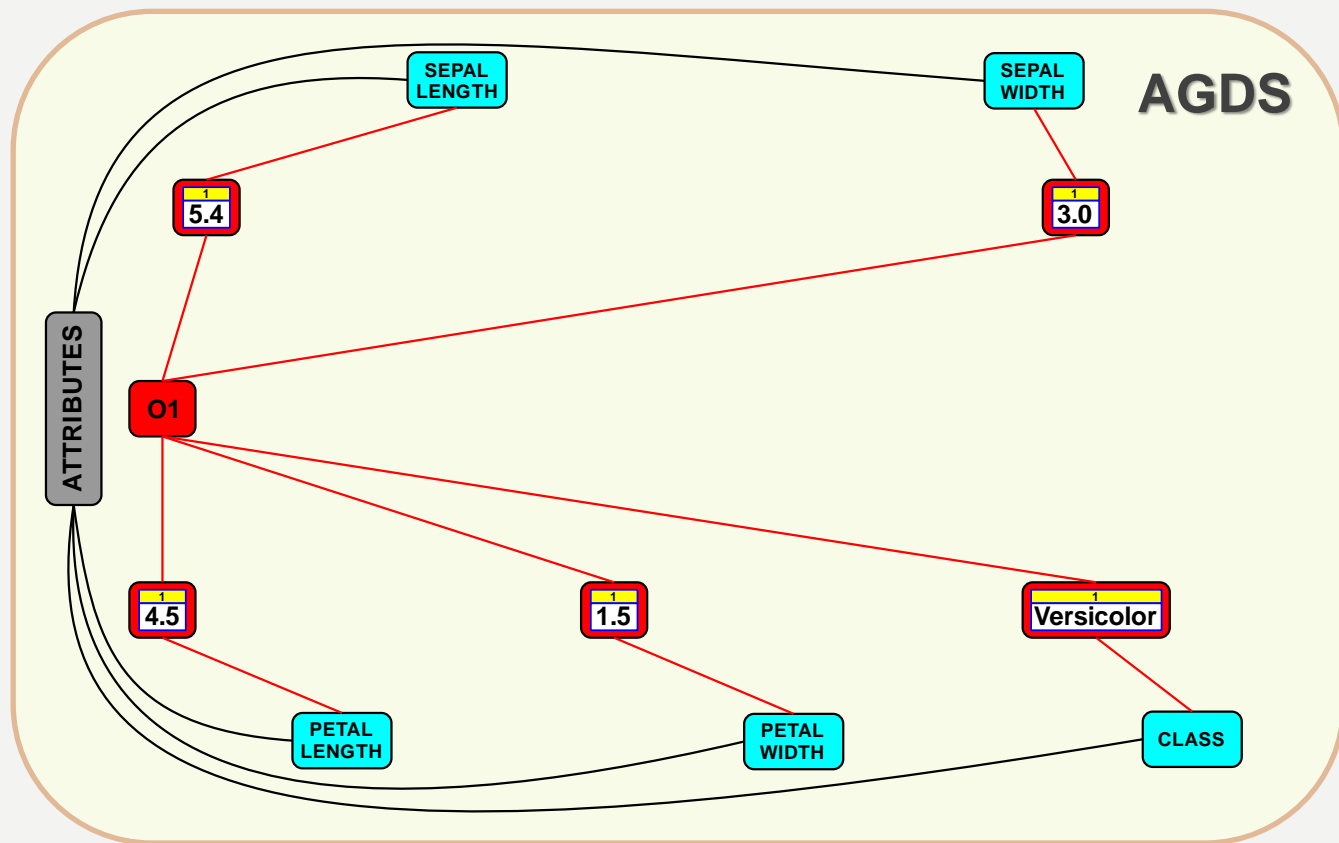 SEPAL
LENGTH
SEPAL
WIDTH
AGDS
1
5.4
1
3.0
ATTRIBUTES
O1
1
4.5
1
1.5
1
Versicolor
PETAL
LENGTH
PETAL
WIDTH
CLASS